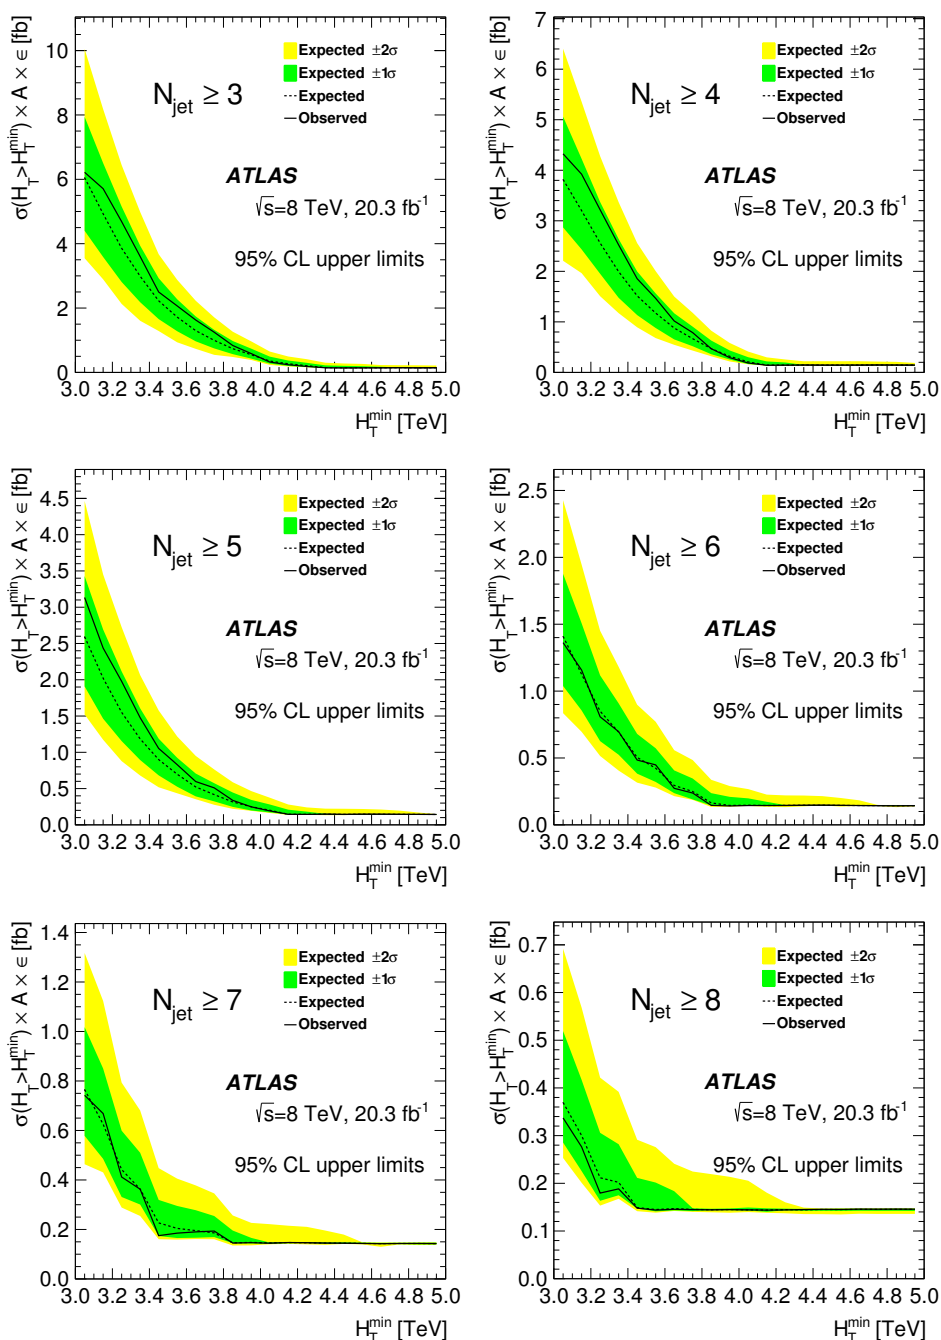 σ(H_T>H_T^min) × A × ϵ [fb]
10
8
6
4
2
0
N_jet ≥ 3
Expected ±2σ
Expected ±1σ
Expected
Observed
ATLAS
√s=8 TeV, 20.3 fb⁻¹
95% CL upper limits
3.0 3.2 3.4 3.6 3.8 4.0 4.2 4.4 4.6 4.8 5.0
H_T^min [TeV]
σ(H_T>H_T^min) × A × ϵ [fb]
7
6
5
4
3
2
1
0
N_jet ≥ 4
Expected ±2σ
Expected ±1σ
Expected
Observed
ATLAS
√s=8 TeV, 20.3 fb⁻¹
95% CL upper limits
3.0 3.2 3.4 3.6 3.8 4.0 4.2 4.4 4.6 4.8 5.0
H_T^min [TeV]
σ(H_T>H_T^min) × A × ϵ [fb]
4.5
4.0
3.5
3.0
2.5
2.0
1.5
1.0
0.5
0.0
N_jet ≥ 5
Expected ±2σ
Expected ±1σ
Expected
Observed
ATLAS
√s=8 TeV, 20.3 fb⁻¹
95% CL upper limits
3.0 3.2 3.4 3.6 3.8 4.0 4.2 4.4 4.6 4.8 5.0
H_T^min [TeV]
σ(H_T>H_T^min) × A × ϵ [fb]
2.5
2.0
1.5
1.0
0.5
0.0
N_jet ≥ 6
Expected ±2σ
Expected ±1σ
Expected
Observed
ATLAS
√s=8 TeV, 20.3 fb⁻¹
95% CL upper limits
3.0 3.2 3.4 3.6 3.8 4.0 4.2 4.4 4.6 4.8 5.0
H_T^min [TeV]
σ(H_T>H_T^min) × A × ϵ [fb]
1.4
1.2
1.0
0.8
0.6
0.4
0.2
0.0
N_jet ≥ 7
Expected ±2σ
Expected ±1σ
Expected
Observed
ATLAS
√s=8 TeV, 20.3 fb⁻¹
95% CL upper limits
3.0 3.2 3.4 3.6 3.8 4.0 4.2 4.4 4.6 4.8 5.0
H_T^min [TeV]
σ(H_T>H_T^min) × A × ϵ [fb]
0.7
0.6
0.5
0.4
0.3
0.2
0.1
0.0
N_jet ≥ 8
Expected ±2σ
Expected ±1σ
Expected
Observed
ATLAS
√s=8 TeV, 20.3 fb⁻¹
95% CL upper limits
3.0 3.2 3.4 3.6 3.8 4.0 4.2 4.4 4.6 4.8 5.0
H_T^min [TeV]